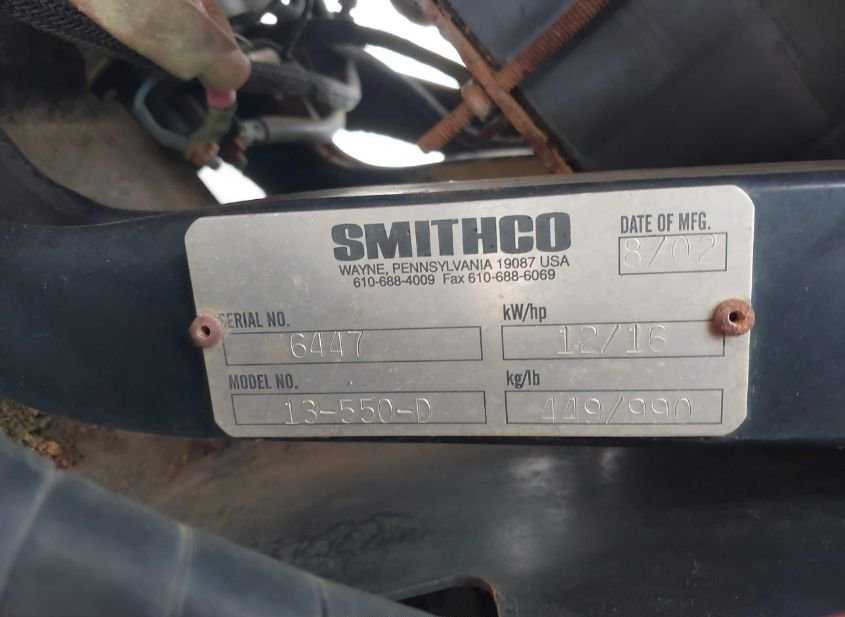 SMITHCO
WAYNE, PENNSYLVANIA 19087 USA
610-688-4009 Fax 610-688-6069
DATE OF MFG.
8/02
SERIAL NO.
6447
kW/hp
12/16
MODEL NO.
13-550-D
kg/lb
449/990